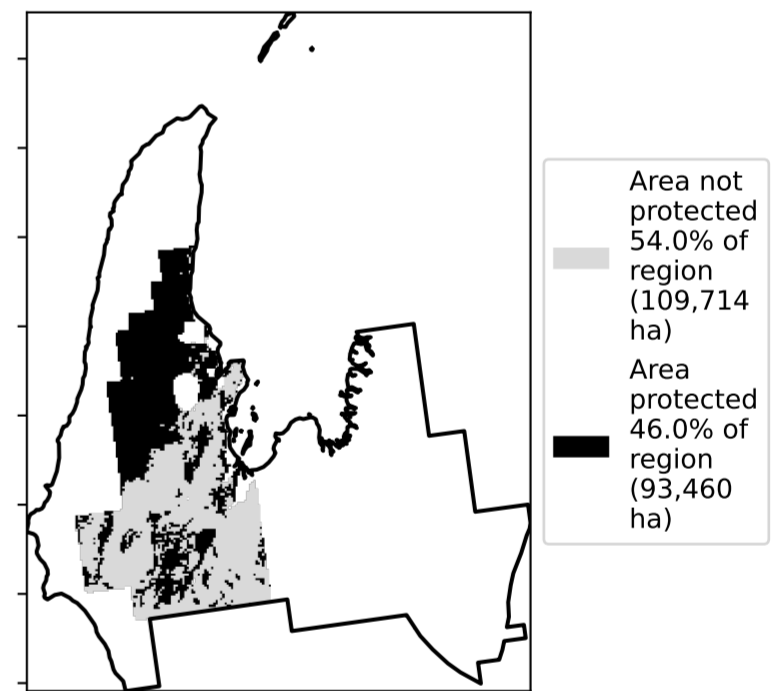 Area not
protected
54.0% of
region
(109,714
ha)
Area
protected
46.0% of
region
(93,460
ha)